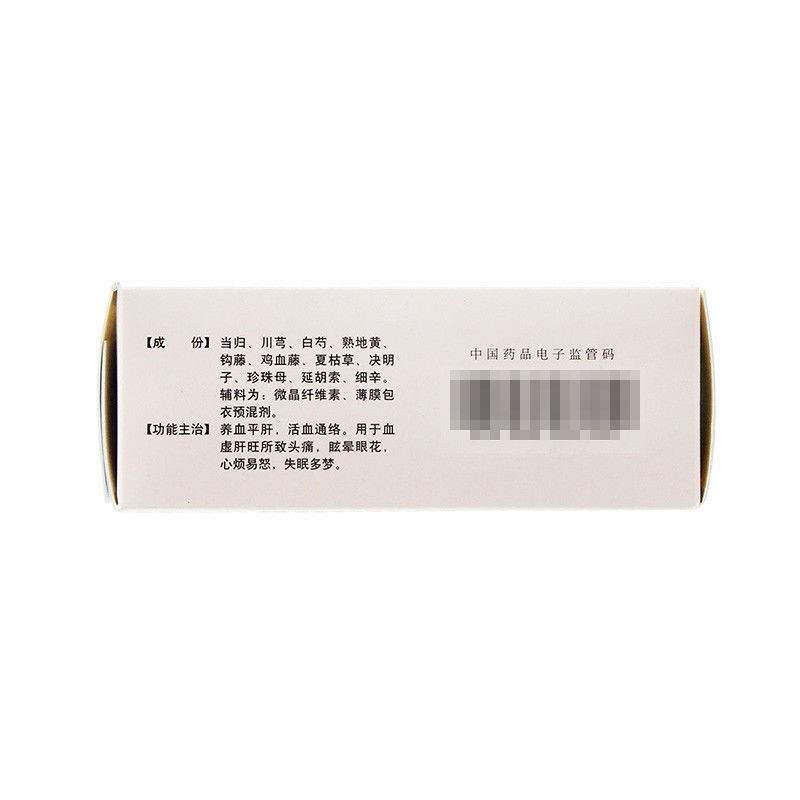 【成 份】当归、川芎、白芍、熟地黄、
钩藤、鸡血藤、夏枯草、决明
子、珍珠母、延胡索、细辛。
辅料为：微晶纤维素、薄膜包
衣预混剂。
【功能主治】养血平肝，活血通络。用于血
虚肝旺所致头痛，眩晕眼花，
心烦易怒，失眠多梦。
中国药品电子监管码